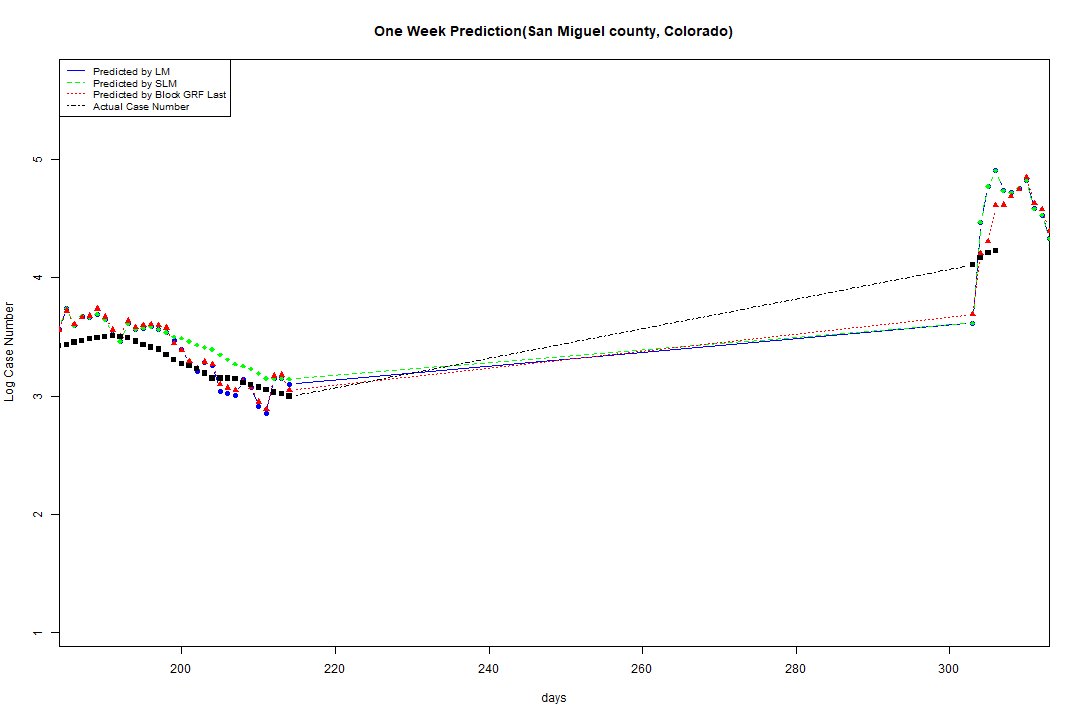 One Week Prediction(San Miguel county, Colorado)
Predicted by LM
Predicted by SLM
Predicted by Block GRF Last
Actual Case Number
Log Case Number
5
4
3
2
1
200 220 240 260 280 300
days